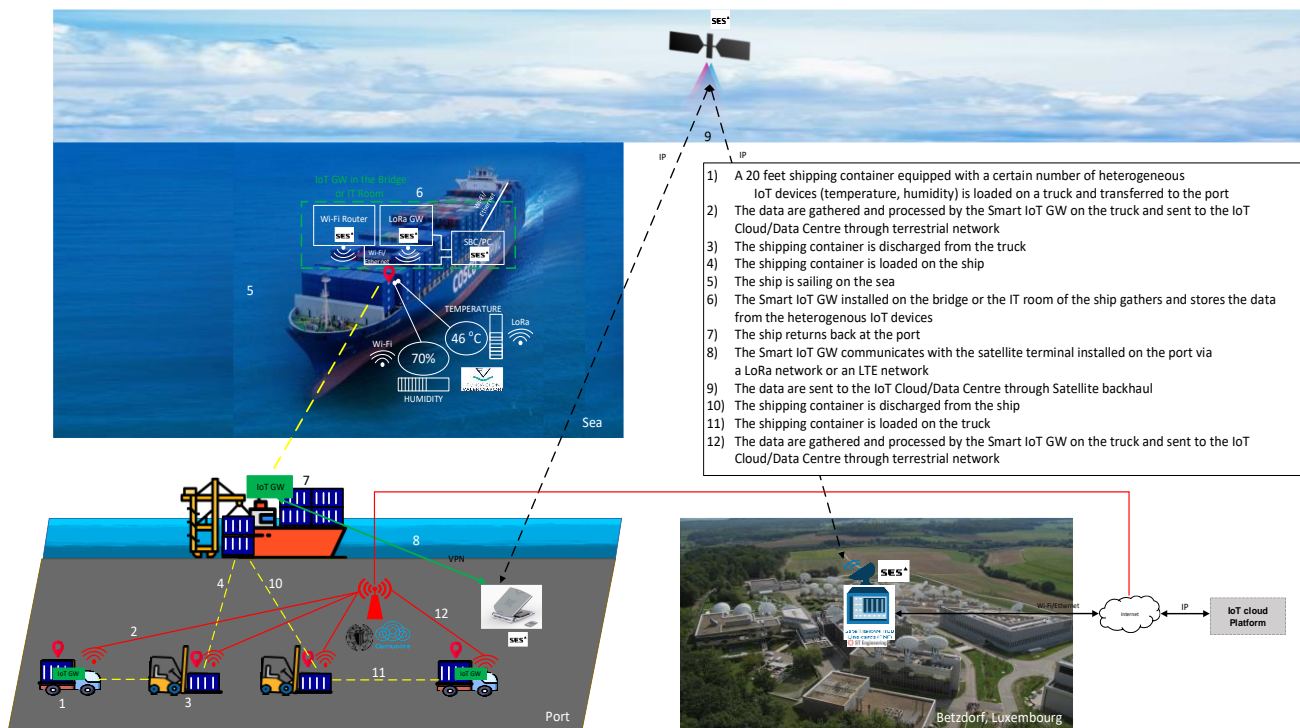 SES▲
9
IP
IP
IoT GW in the Bridge
or IT Room
6
Wi-Fi/
Ethernet
Wi-Fi Router
SES▲
LoRa GW
SES▲
SBC/PC
SES▲
Wi-Fi/
Ethernet
5
TEMPERATURE
LoRa
46 °C
Wi-Fi
70%
HUMIDITY
Sea
1) A 20 feet shipping container equipped with a certain number of heterogeneous
IoT devices (temperature, humidity) is loaded on a truck and transferred to the port
2) The data are gathered and processed by the Smart IoT GW on the truck and sent to the IoT
Cloud/Data Centre through terrestrial network
3) The shipping container is discharged from the truck
4) The shipping container is loaded on the ship
5) The ship is sailing on the sea
6) The Smart IoT GW installed on the bridge or the IT room of the ship gathers and stores the data
from the heterogenous IoT devices
7) The ship returns back at the port
8) The Smart IoT GW communicates with the satellite terminal installed on the port via
a LoRa network or an LTE network
9) The data are sent to the IoT Cloud/Data Centre through Satellite backhaul
10) The shipping container is discharged from the ship
11) The shipping container is loaded on the truck
12) The data are gathered and processed by the Smart IoT GW on the truck and sent to the IoT
Cloud/Data Centre through terrestrial network
IoT GW
7
8
VPN
4
10
12
2
SES▲
IoT GW
1
3
11
IoT GW
Port
SES▲
ST Engineering
Wi-Fi/Ethernet
Internet
IP
IoT cloud
Platform
Betzdorf, Luxembourg